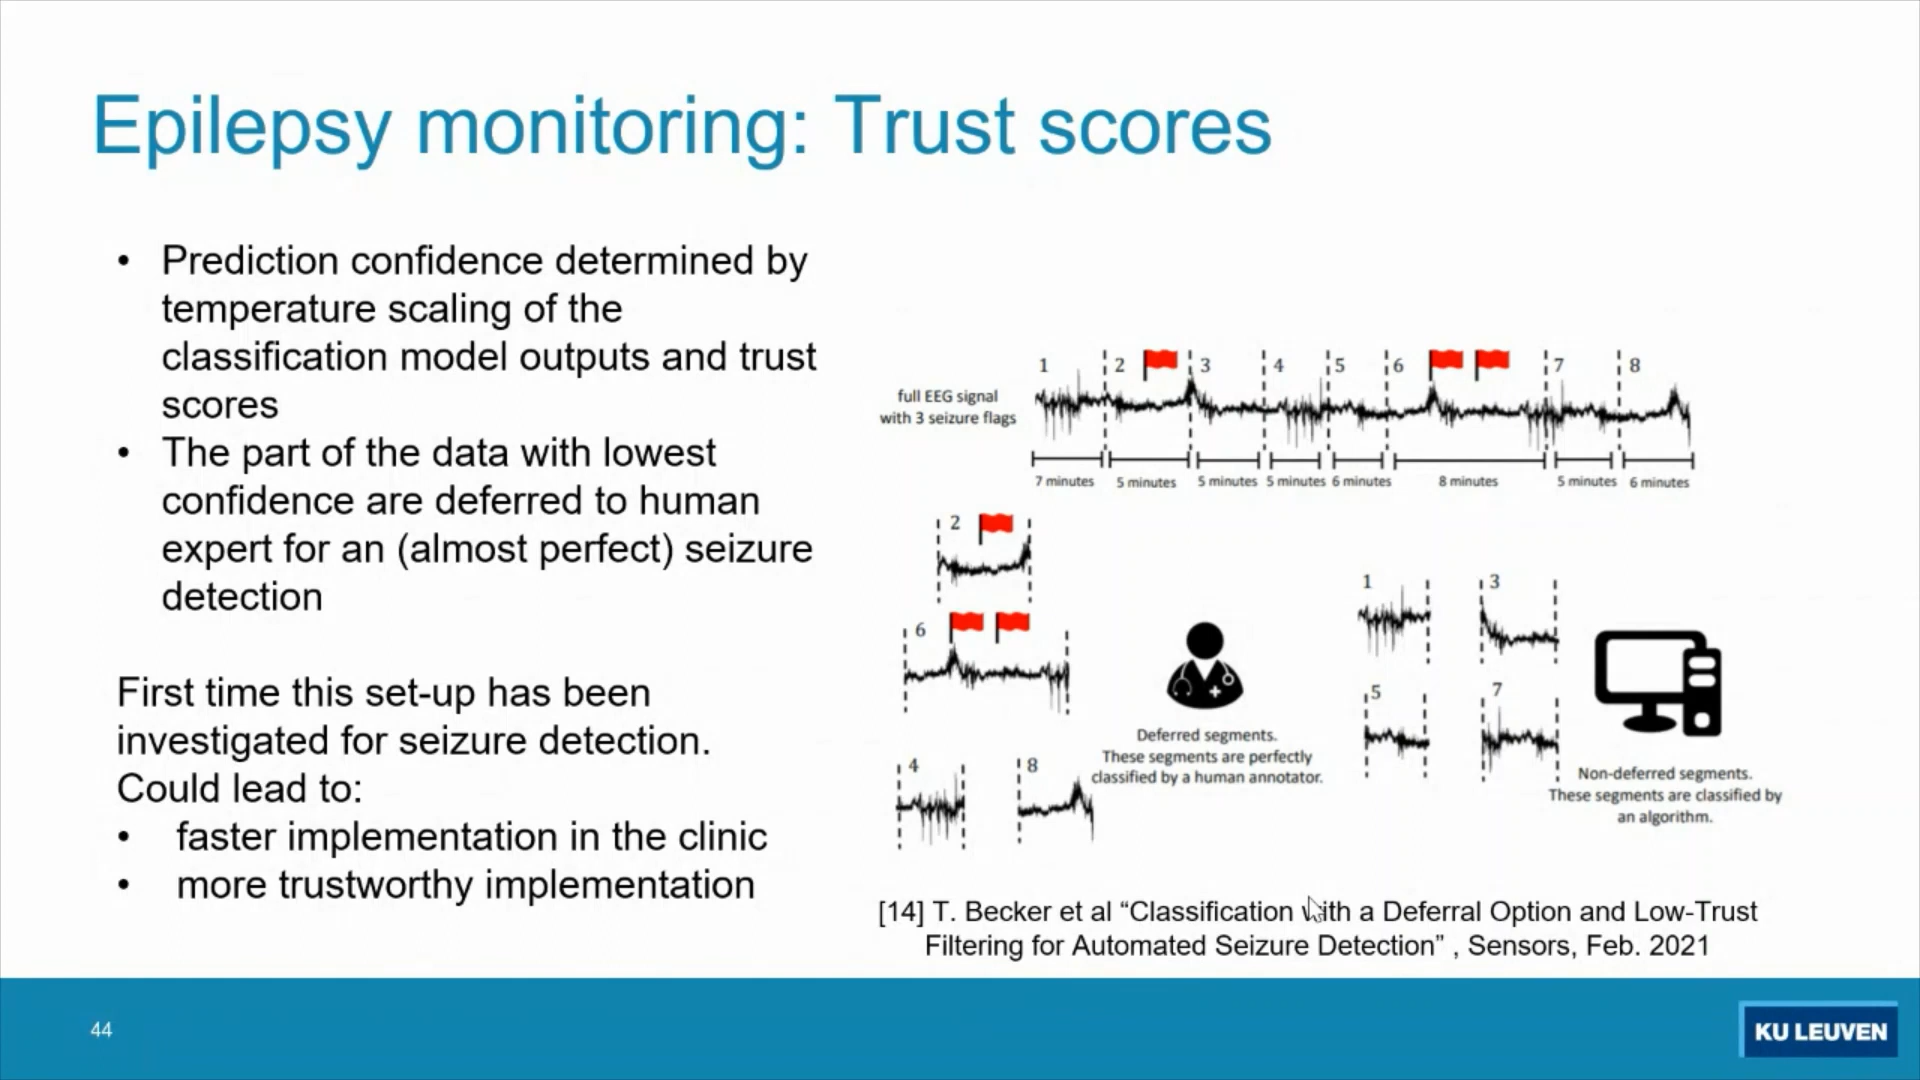 Epilepsy monitoring: Trust scores
• Prediction confidence determined by
temperature scaling of the
classification model outputs and trust
scores
• The part of the data with lowest
confidence are deferred to human
expert for an (almost perfect) seizure
detection
First time this set-up has been
investigated for seizure detection.
Could lead to:
• faster implementation in the clinic
• more trustworthy implementation
full EEG signal
with 3 seizure flags
1 2 3 4 5 6 7 8
7 minutes 5 minutes 5 minutes 5 minutes 6 minutes 8 minutes 5 minutes 6 minutes
2
6
4 8
Deferred segments.
These segments are perfectly
classified by a human annotator.
1 3
5 7
Non-deferred segments.
These segments are classified by
an algorithm.
[14] T. Becker et al “Classification with a Deferral Option and Low-Trust
Filtering for Automated Seizure Detection” , Sensors, Feb. 2021
44
KU LEUVEN